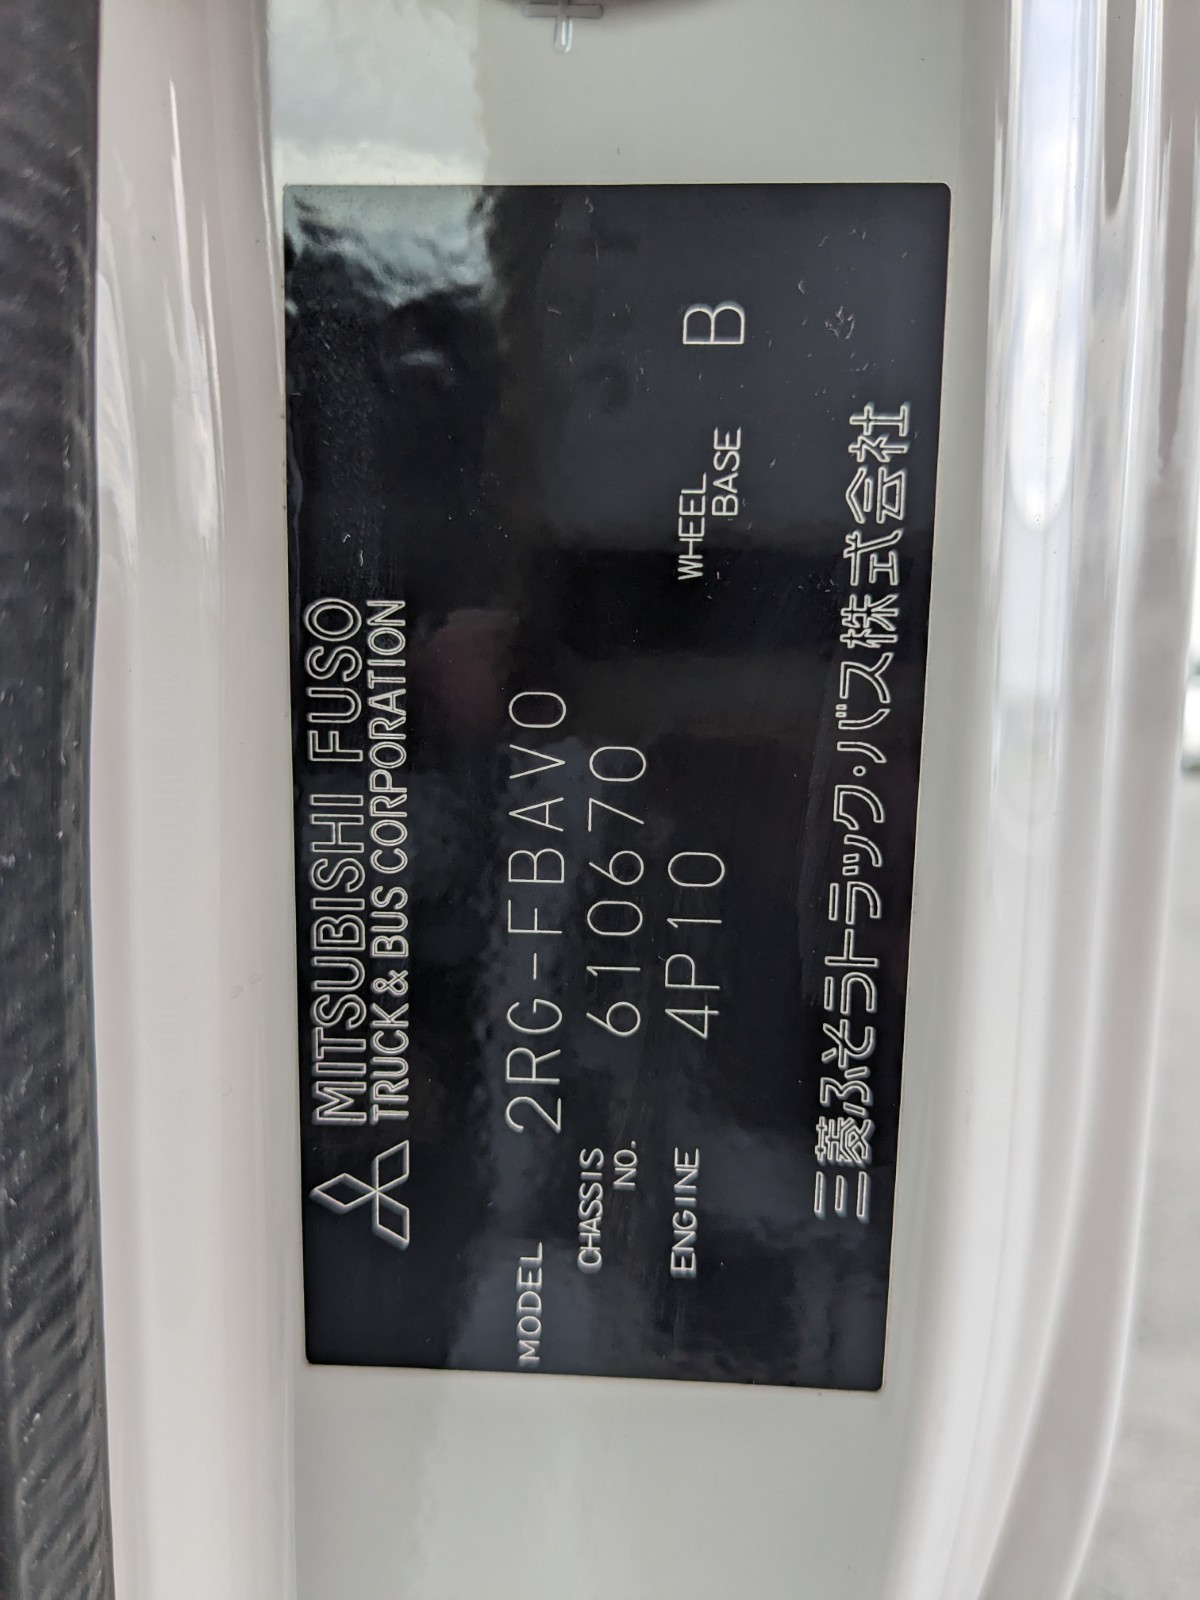 MITSUBISHI FUSO
TRUCK & BUS CORPORATION
MODEL 2RG-FBAV0
CHASSIS NO. 610670
ENGINE 4P10
WHEEL BASE B
三菱ふそうトラック・バス株式会社